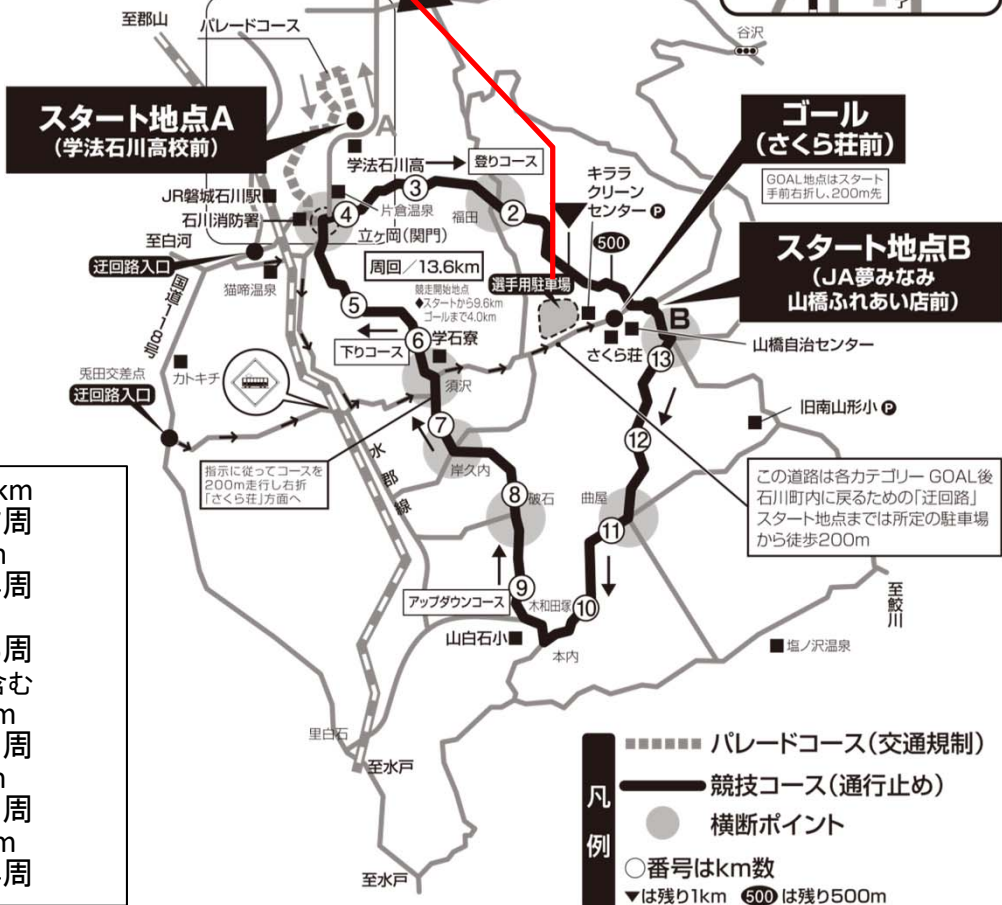 至郡山
パレードコース
谷沢
スタート地点A
(学法石川高校前)
A
学法石川高
登りコース
ゴール
(さくら荘前)
GOAL地点はスタート
手前右折し、200m先
キララ
クリーン
センター P
JR磐城石川駅
石川消防署
④
③
片倉温泉
福田
②
立ヶ岡(関門)
至白河
迂回路入口
猫啼温泉
国道118号
周回/13.6km
競走開始地点
◆スタートから9.6km
ゴールまで4.0km
選手用駐車場
500
スタート地点B
(JA夢みなみ
山橋ふれあい店前)
B
⑤
⑥
下りコース
学石寮
さくら荘
山橋自治センター
⑬
兎田交差点
迂回路入口
カトキチ
須沢
旧南山形小 P
⑦
⑫
指示に従ってコースを
200m走行し右折
「さくら荘」方面へ
水郡線
岸久内
この道路は各カテゴリー GOAL後
石川町内に戻るための「迂回路」
スタート地点までは所定の駐車場
から徒歩200m
⑧
破石
曲屋
⑪
⑨
アップダウンコース
木和田塚
⑩
至鮫川
山白石小
本内
塩ノ沢温泉
里白石
至水戸
至水戸
km
周
m
周
周
含む
m
周
m
周
m
周
凡例
パレードコース(交通規制)
競技コース(通行止め)
横断ポイント
○番号はkm数
▼は残り1km 500 は残り500m